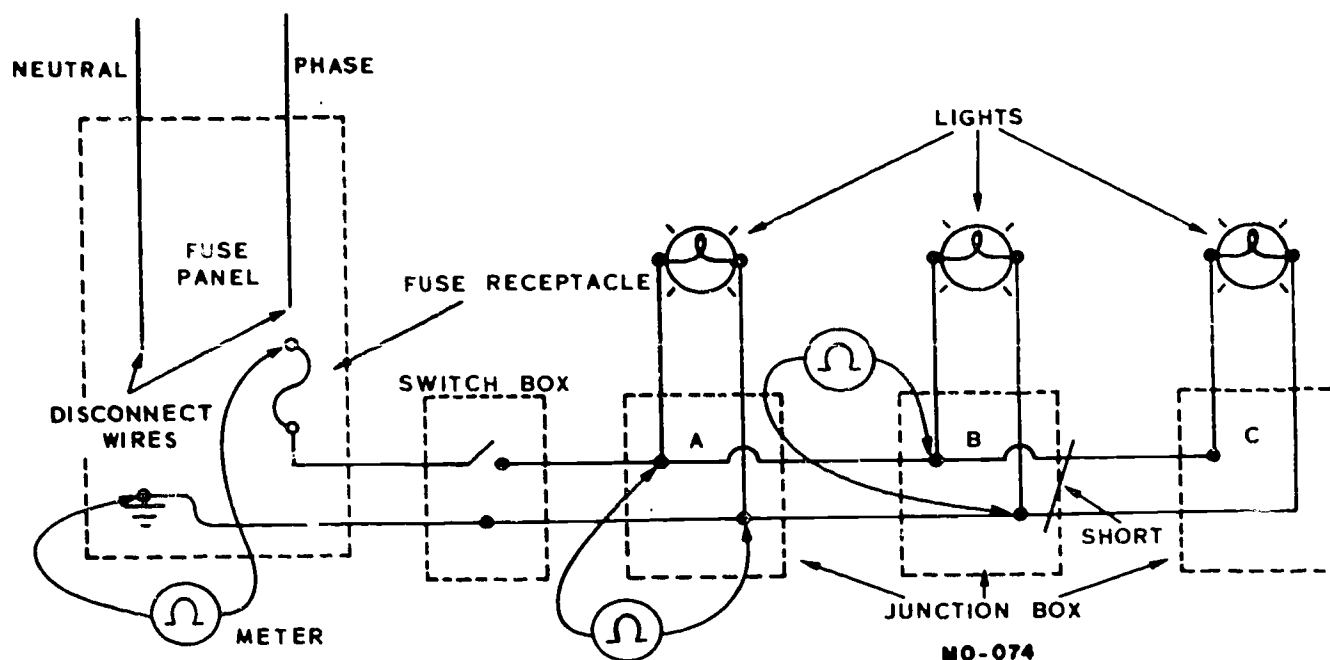 NEUTRAL
PHASE
LIGHTS
FUSE
PANEL
FUSE RECEPTACLE
SWITCH BOX
Ω
DISCONNECT
WIRES
A
B
C
SHORT
JUNCTION BOX
Ω
METER
Ω
MO-074